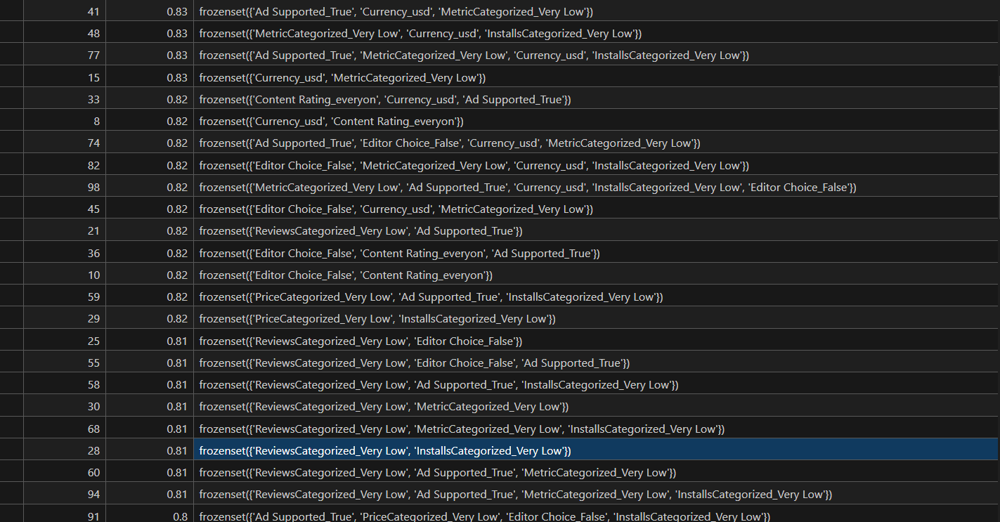 41 0.83 frozenset({'Ad Supported_True', 'Currency_usd', 'MetricCategorized_Very Low'})
48 0.83 frozenset({'MetricCategorized_Very Low', 'Currency_usd', 'InstallsCategorized_Very Low'})
77 0.83 frozenset({'Ad Supported_True', 'MetricCategorized_Very Low', 'Currency_usd', 'InstallsCategorized_Very Low'})
15 0.83 frozenset({'Currency_usd', 'MetricCategorized_Very Low'})
33 0.82 frozenset({'Content Rating_everyon', 'Currency_usd', 'Ad Supported_True'})
8 0.82 frozenset({'Currency_usd', 'Content Rating_everyon'})
74 0.82 frozenset({'Ad Supported_True', 'Editor Choice_False', 'Currency_usd', 'MetricCategorized_Very Low'})
82 0.82 frozenset({'Editor Choice_False', 'MetricCategorized_Very Low', 'Currency_usd', 'InstallsCategorized_Very Low'})
98 0.82 frozenset({'MetricCategorized_Very Low', 'Ad Supported_True', 'Currency_usd', 'InstallsCategorized_Very Low', 'Editor Choice_False'})
45 0.82 frozenset({'Editor Choice_False', 'Currency_usd', 'MetricCategorized_Very Low'})
21 0.82 frozenset({'ReviewsCategorized_Very Low', 'Ad Supported_True'})
36 0.82 frozenset({'Editor Choice_False', 'Content Rating_everyon', 'Ad Supported_True'})
10 0.82 frozenset({'Editor Choice_False', 'Content Rating_everyon'})
59 0.82 frozenset({'PriceCategorized_Very Low', 'Ad Supported_True', 'InstallsCategorized_Very Low'})
29 0.82 frozenset({'PriceCategorized_Very Low', 'InstallsCategorized_Very Low'})
25 0.81 frozenset({'ReviewsCategorized_Very Low', 'Editor Choice_False'})
55 0.81 frozenset({'ReviewsCategorized_Very Low', 'Editor Choice_False', 'Ad Supported_True'})
58 0.81 frozenset({'ReviewsCategorized_Very Low', 'Ad Supported_True', 'InstallsCategorized_Very Low'})
30 0.81 frozenset({'ReviewsCategorized_Very Low', 'MetricCategorized_Very Low'})
68 0.81 frozenset({'ReviewsCategorized_Very Low', 'MetricCategorized_Very Low', 'InstallsCategorized_Very Low'})
28 0.81 frozenset({'ReviewsCategorized_Very Low', 'InstallsCategorized_Very Low'})
60 0.81 frozenset({'ReviewsCategorized_Very Low', 'Ad Supported_True', 'MetricCategorized_Very Low'})
94 0.81 frozenset({'ReviewsCategorized_Very Low', 'Ad Supported_True', 'MetricCategorized_Very Low', 'InstallsCategorized_Very Low'})
91 0.8 frozenset({'Ad Supported_True', 'PriceCategorized_Very Low', 'Editor Choice_False', 'InstallsCategorized_Very Low'})